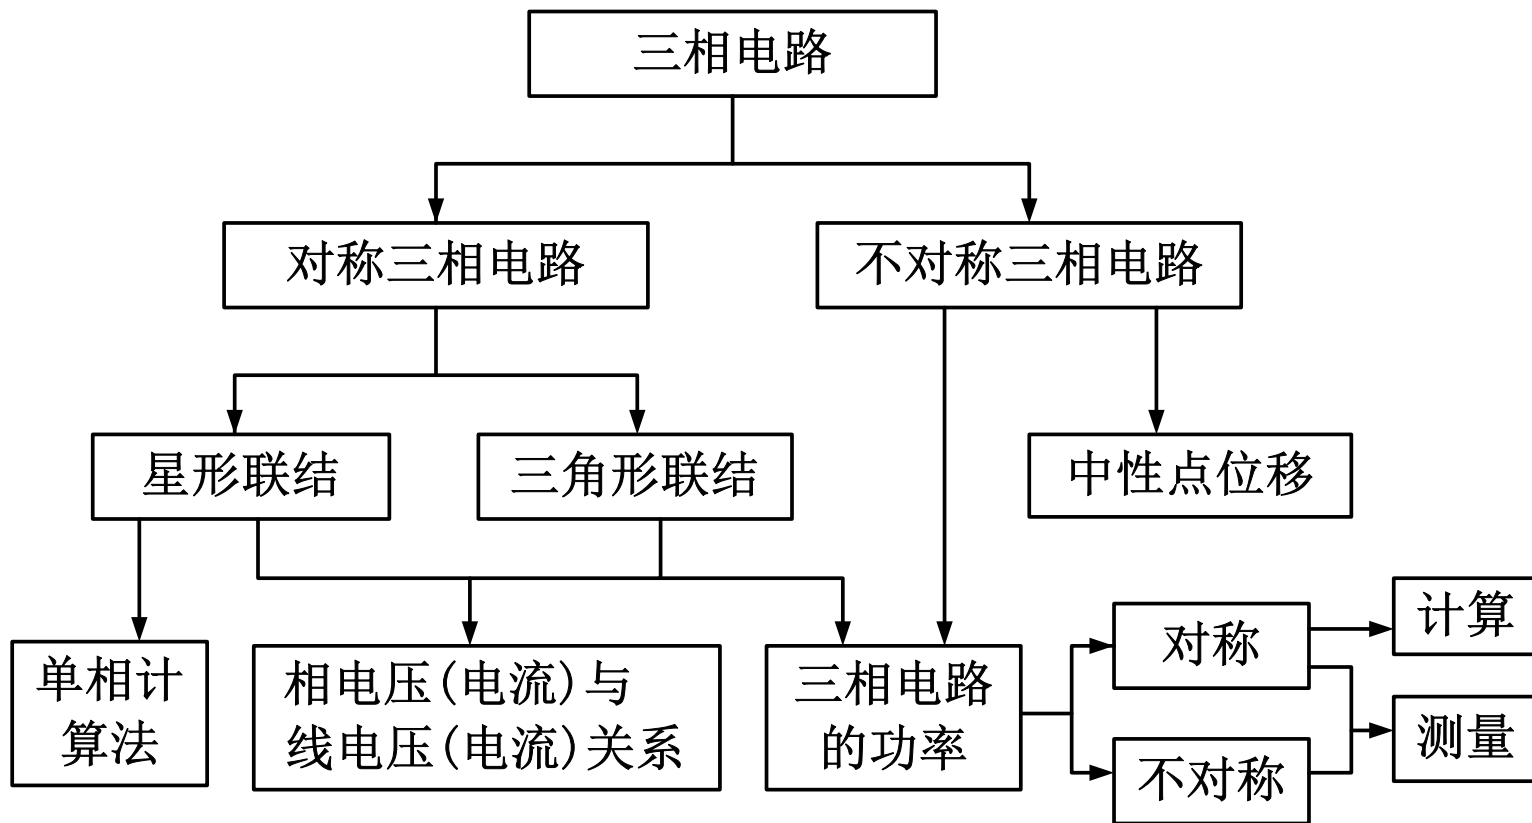 三相电路
对称三相电路
不对称三相电路
星形联结
三角形联结
中性点位移
单相计
算法
相电压(电流)与
线电压(电流)关系
三相电路
的功率
对称
不对称
计算
测量